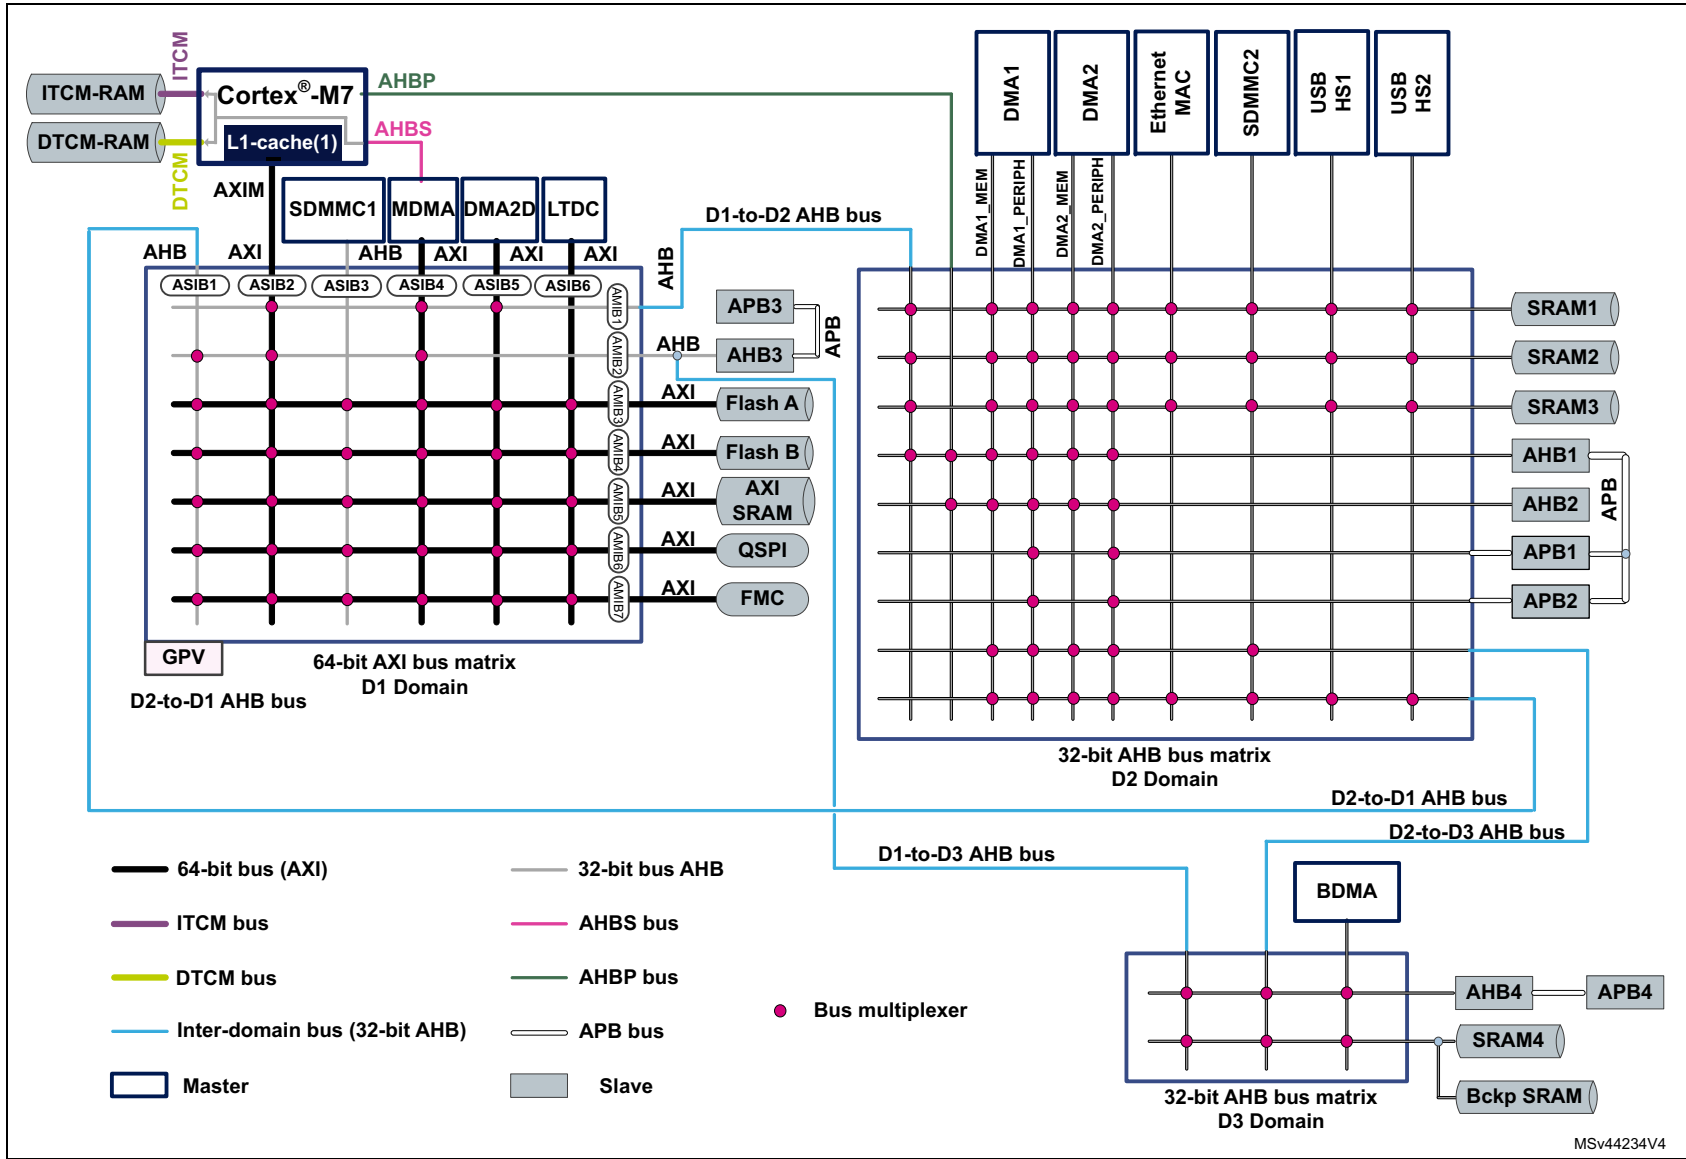 ITCM
ITCM-RAM
DTCM-RAM
DTCM
Cortex®-M7
L1-cache(1)
AHBP
AHBS
AXIM
SDMMC1
MDMA
DMA2D
LTDC
AHB
AXI
AHB
AXI
AXI
AXI
ASIB1
ASIB2
ASIB3
ASIB4
ASIB5
ASIB6
AMIB1
AMIB2
AMIB3
AMIB4
AMIB5
AMIB6
AMIB7
AHB
D1-to-D2 AHB bus
APB3
AHB
AHB3
APB
AXI
Flash A
AXI
Flash B
AXI
AXI
SRAM
AXI
QSPI
AXI
FMC
GPV
64-bit AXI bus matrix
D1 Domain
D2-to-D1 AHB bus
DMA1
DMA2
Ethernet
MAC
SDMMC2
USB
HS1
USB
HS2
DMA1_MEM
DMA1_PERIPH
DMA2_MEM
DMA2_PERIPH
SRAM1
SRAM2
SRAM3
AHB1
AHB2
APB1
APB2
APB
32-bit AHB bus matrix
D2 Domain
D2-to-D1 AHB bus
D2-to-D3 AHB bus
D1-to-D3 AHB bus
BDMA
AHB4
APB4
SRAM4
Bckp SRAM
32-bit AHB bus matrix
D3 Domain
64-bit bus (AXI)
32-bit bus AHB
ITCM bus
AHBS bus
DTCM bus
AHBP bus
Inter-domain bus (32-bit AHB)
APB bus
Bus multiplexer
Master
Slave
MSv44234V4